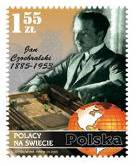 1,55
ZŁ
Jan
Czochralski
1885-1953
POLACY
NA ŚWIECIE
Polska